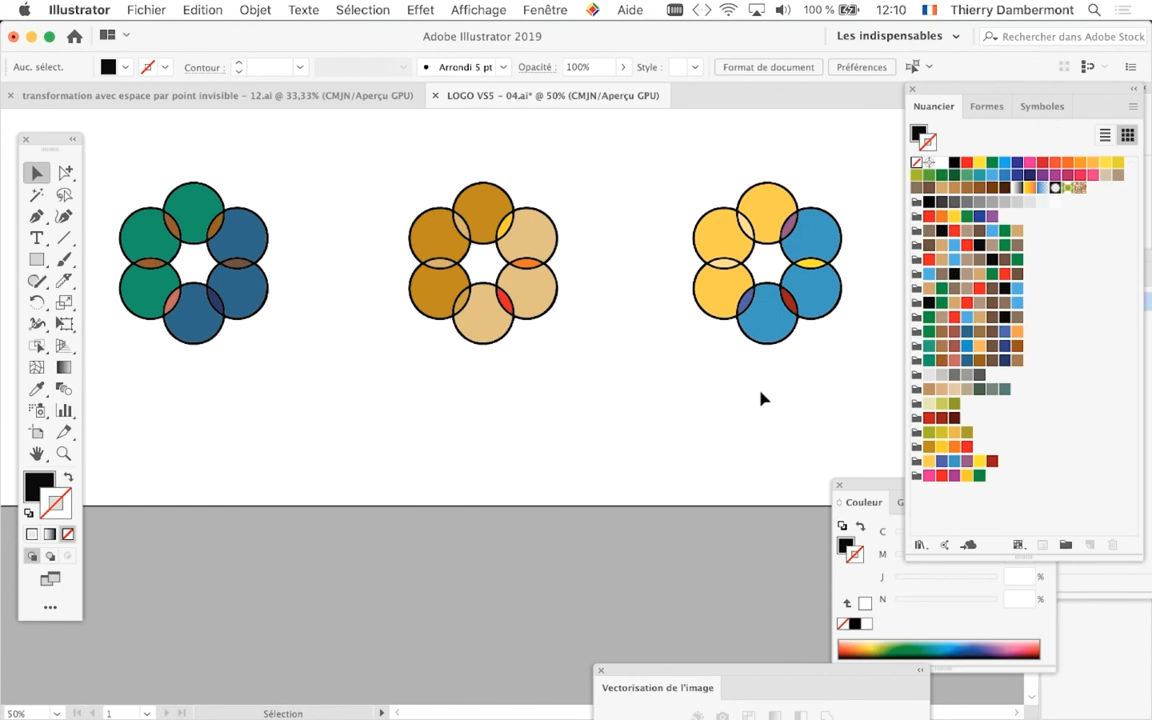 Illustrator Fichier Edition Objet Texte Sélection Effet Affichage Fenêtre Aide 100 % 12:10 Thierry Dambermont
Adobe Illustrator 2019 Les indispensables Rechercher dans Adobe Stock
Auc. sélect. Contour : Arrondi 5 pt Opacité : 100% Style : Format de document Préférences
transformation avec espace par point invisible - 12.ai @ 33,33% (CMJN/Aperçu GPU) LOGO VS5 - 04.ai* @ 50% (CMJN/Aperçu GPU)
Nuancier Formes Symboles
Couleur
C
M
J %
N %
Vectorisation de l'image
50% 1 Sélection